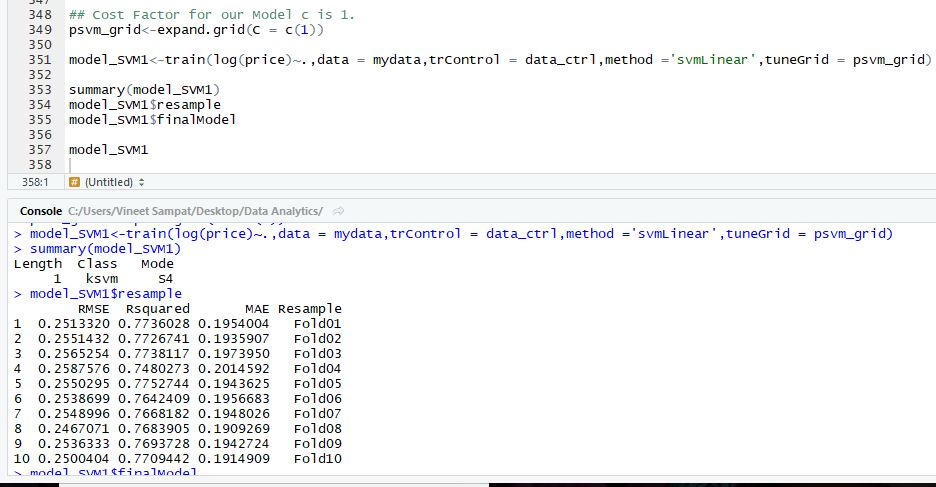 347
348 ## Cost Factor for our Model c is 1.
349 psvm_grid<-expand.grid(C = c(1))
350
351 model_SVM1<-train(log(price)~.,data = mydata,trControl = data_ctrl,method ='svmLinear',tuneGrid = psvm_grid)
352
353 summary(model_SVM1)
354 model_SVM1$resample
355 model_SVM1$finalModel
356
357 model_SVM1
358
358:1 # (Untitled)
Console C:/Users/Vineet Sampat/Desktop/Data Analytics/
> model_SVM1<-train(log(price)~.,data = mydata,trControl = data_ctrl,method ='svmLinear',tuneGrid = psvm_grid)
> summary(model_SVM1)
Length Class Mode
1 ksvm S4
> model_SVM1$resample
RMSE Rsquared MAE Resample
1 0.2513320 0.7736028 0.1954004 Fold01
2 0.2551432 0.7726741 0.1935907 Fold02
3 0.2565254 0.7738117 0.1973950 Fold03
4 0.2587576 0.7480273 0.2014592 Fold04
5 0.2550295 0.7752744 0.1943625 Fold05
6 0.2538699 0.7642409 0.1956683 Fold06
7 0.2548996 0.7668182 0.1948026 Fold07
8 0.2467071 0.7683905 0.1909269 Fold08
9 0.2536333 0.7693728 0.1942724 Fold09
10 0.2500404 0.7709442 0.1914909 Fold10
> model_SVM1$finalModel